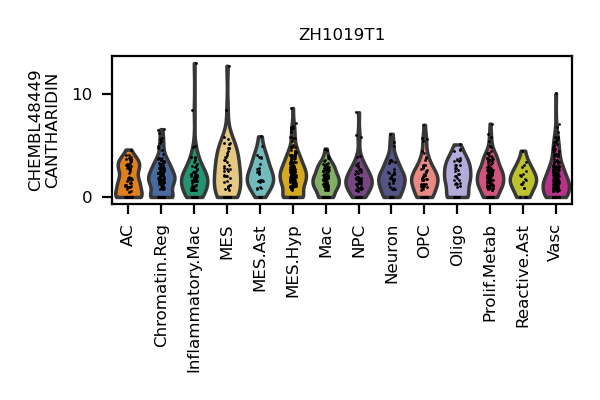 ZH1019T1
CHEMBL48449
CANTHARIDIN
10
0
AC
Chromatin.Reg
Inflammatory.Mac
MES
MES.Ast
MES.Hyp
Mac
NPC
Neuron
OPC
Oligo
Prolif.Metab
Reactive.Ast
Vasc